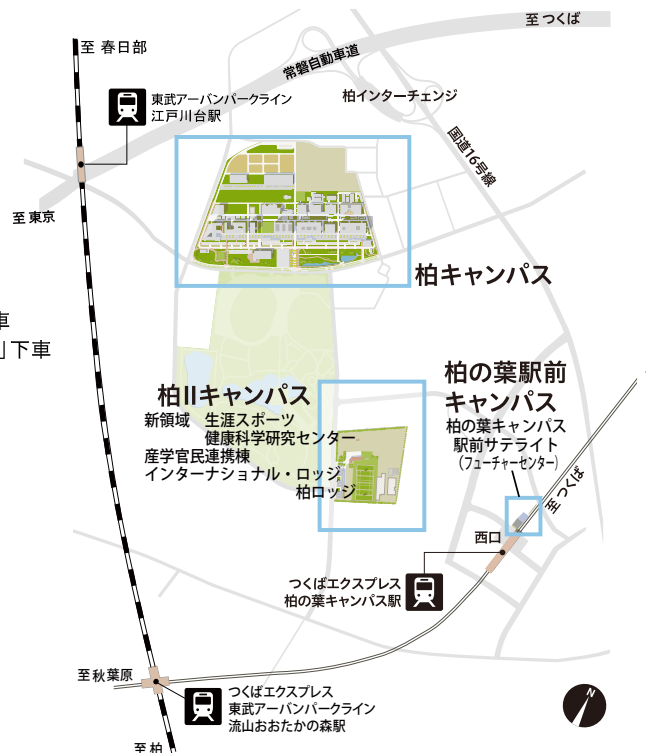 至 つくば
至 春日部
常磐自動車道
東武アーバンパークライン
江戸川台駅
柏インターチェンジ
国道16号線
至 東京
柏キャンパス
車
」下車
柏IIキャンパス
新領域　生涯スポーツ
健康科学研究センター
産学官民連携棟
インターナショナル・ロッジ
柏ロッジ
柏の葉駅前
キャンパス
柏の葉キャンパス
駅前サテライト
(フューチャーセンター)
至 つくば
西口
つくばエクスプレス
柏の葉キャンパス駅
至秋葉原
つくばエクスプレス
東武アーバンパークライン
流山おおたかの森駅
至 柏
N